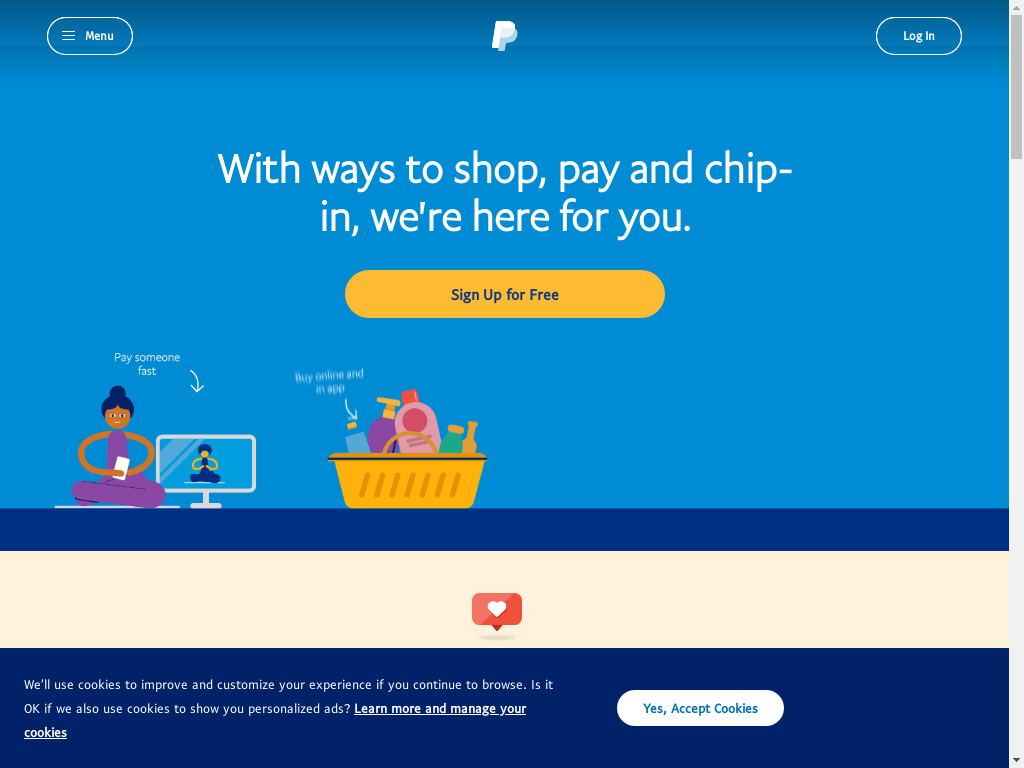 Menu
Log In
With ways to shop, pay and chip-
in, we're here for you.
Sign Up for Free
Pay someone
fast
Buy online and
in app
We'll use cookies to improve and customize your experience if you continue to browse. Is it
OK if we also use cookies to show you personalized ads? Learn more and manage your
cookies
Yes, Accept Cookies